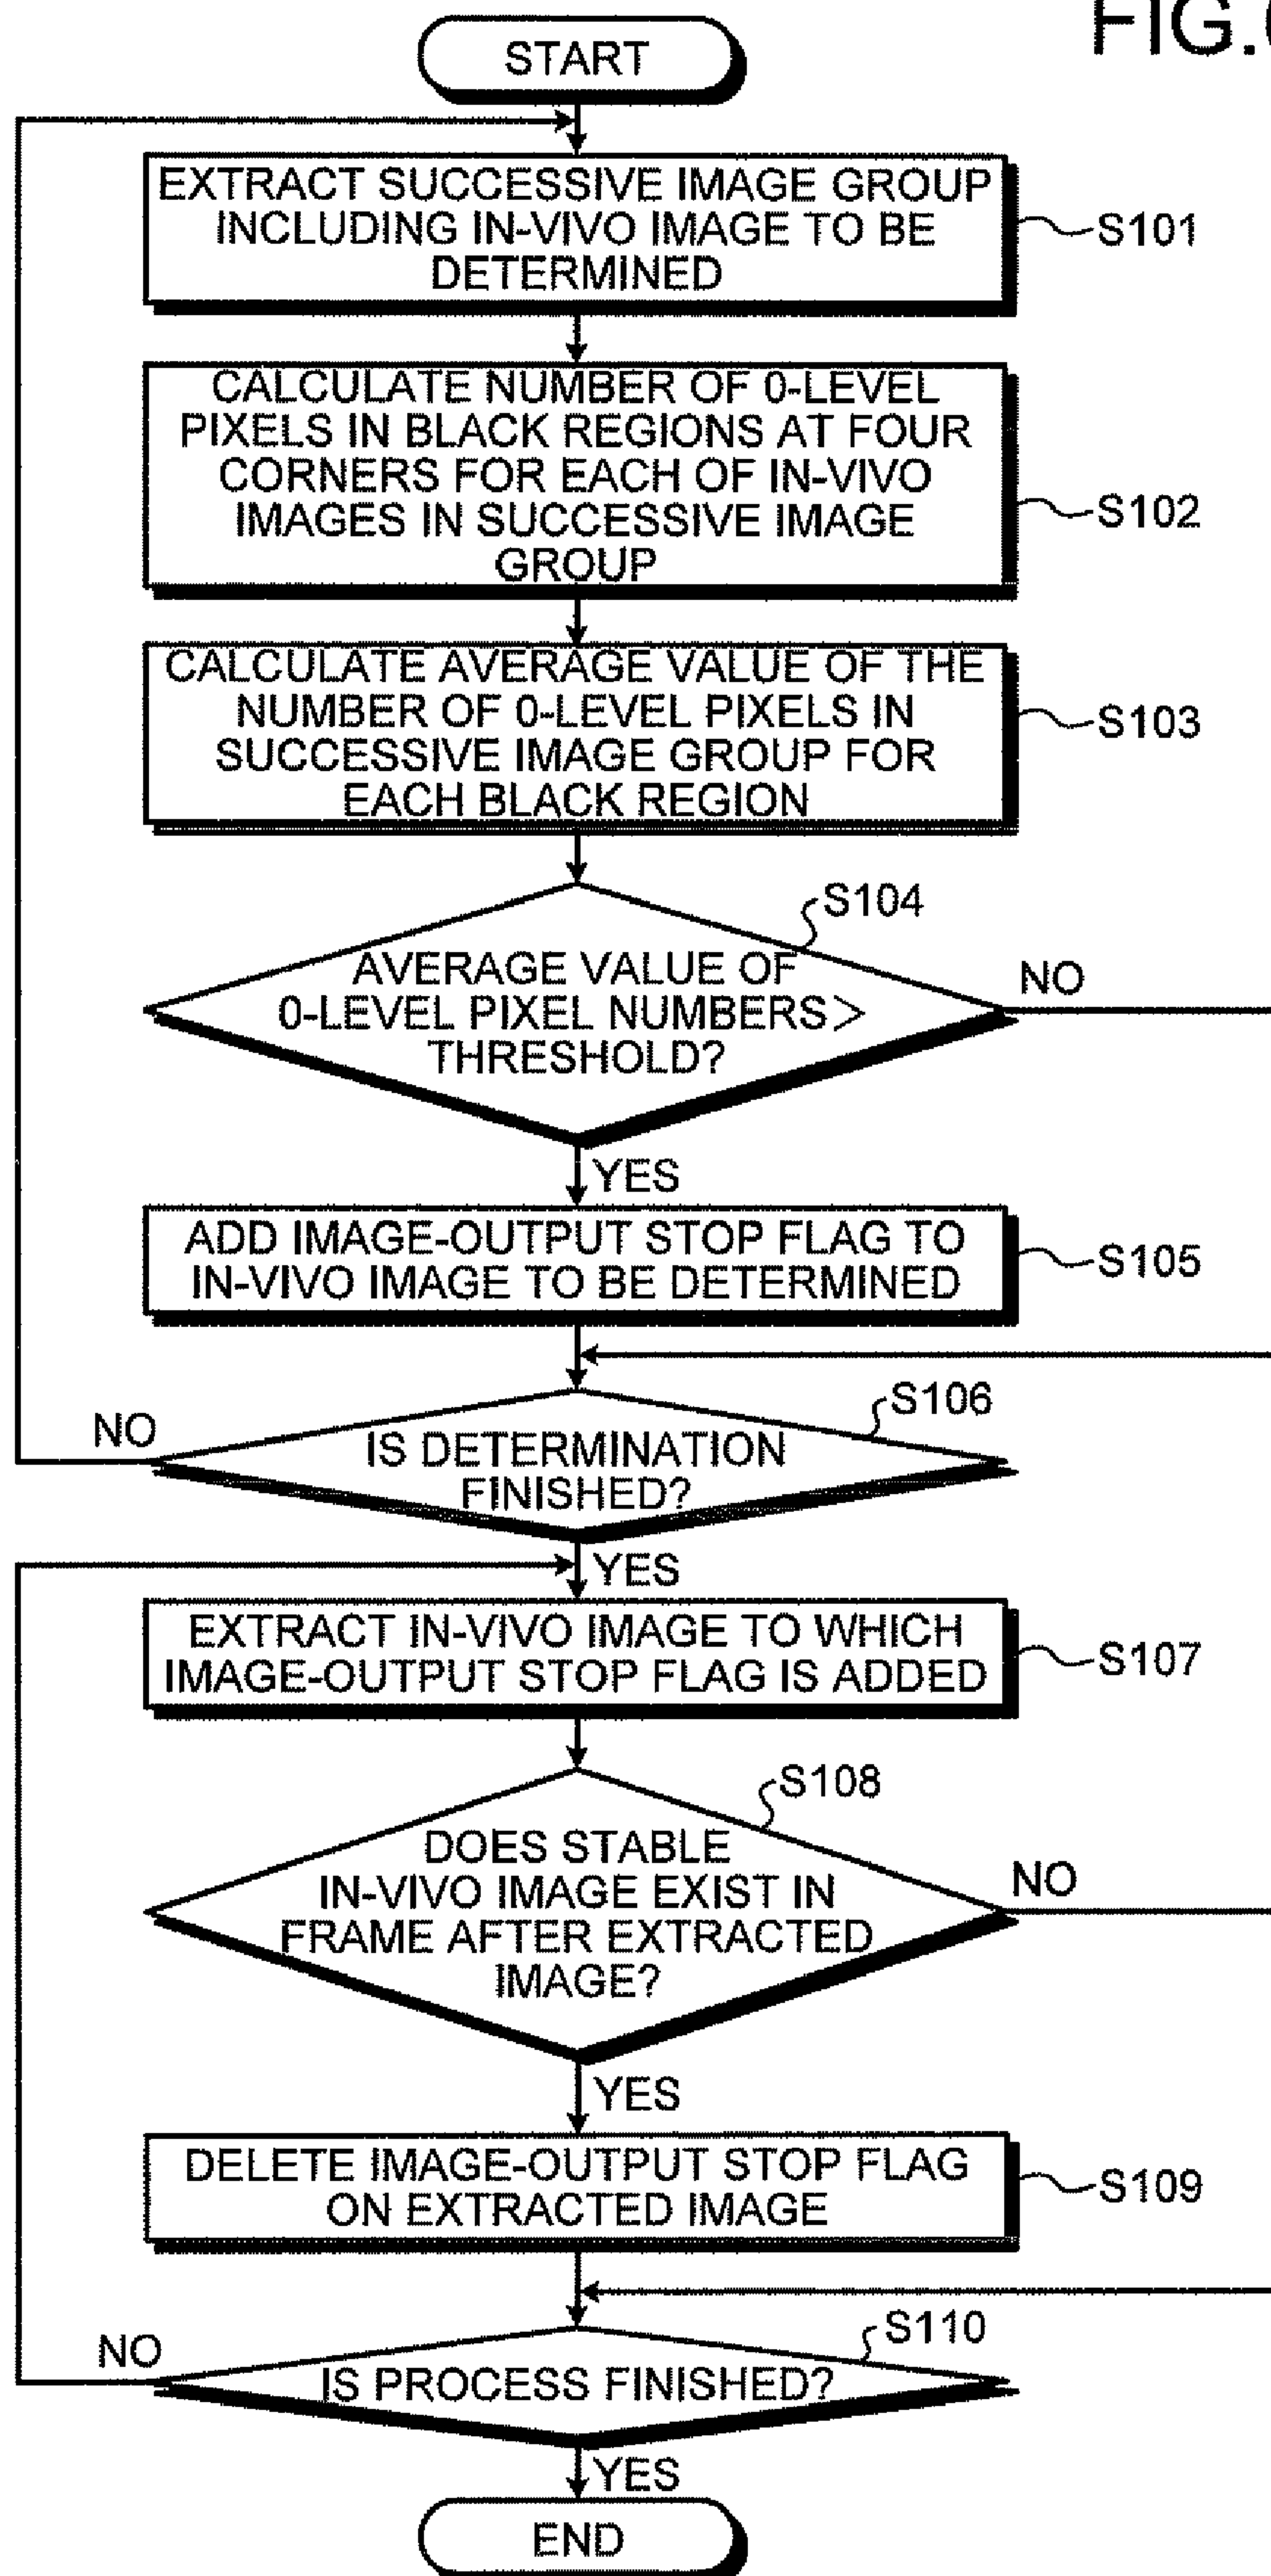 FIG.
START
EXTRACT SUCCESSIVE IMAGE GROUP
INCLUDING IN-VIVO IMAGE TO BE
DETERMINED
S101
CALCULATE NUMBER OF 0-LEVEL
PIXELS IN BLACK REGIONS AT FOUR
CORNERS FOR EACH OF IN-VIVO
IMAGES IN SUCCESSIVE IMAGE
GROUP
S102
CALCULATE AVERAGE VALUE OF THE
NUMBER OF 0-LEVEL PIXELS IN
SUCCESSIVE IMAGE GROUP FOR
EACH BLACK REGION
S103
S104
AVERAGE VALUE OF
0-LEVEL PIXEL NUMBERS>
THRESHOLD?
NO
YES
ADD IMAGE-OUTPUT STOP FLAG TO
IN-VIVO IMAGE TO BE DETERMINED
S105
S106
NO
IS DETERMINATION
FINISHED?
YES
EXTRACT IN-VIVO IMAGE TO WHICH
IMAGE-OUTPUT STOP FLAG IS ADDED
S107
S108
DOES STABLE
IN-VIVO IMAGE EXIST IN
FRAME AFTER EXTRACTED
IMAGE?
NO
YES
DELETE IMAGE-OUTPUT STOP FLAG
ON EXTRACTED IMAGE
S109
S110
NO
IS PROCESS FINISHED?
YES
END